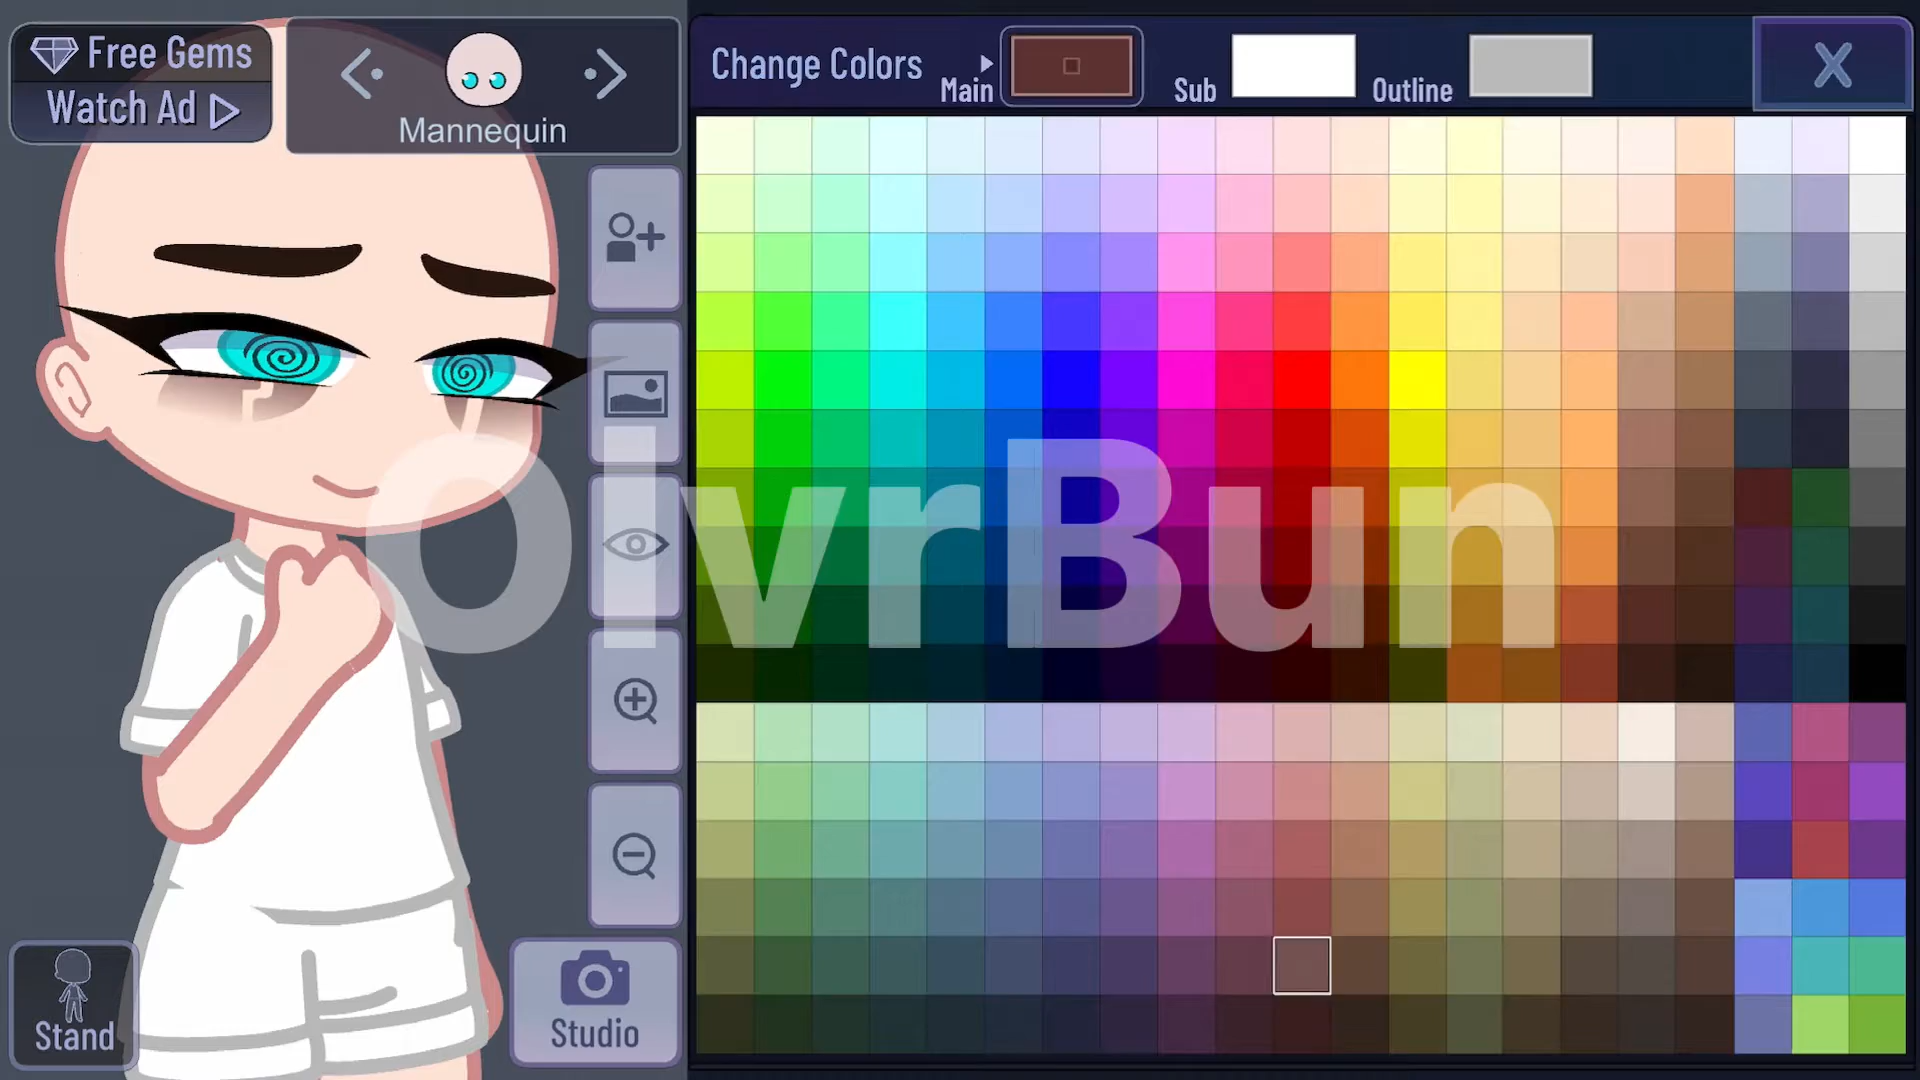 Free Gems
Watch Ad
Mannequin
Change Colors
Main
Sub
Outline
X
OlvrBun
Stand
Studio